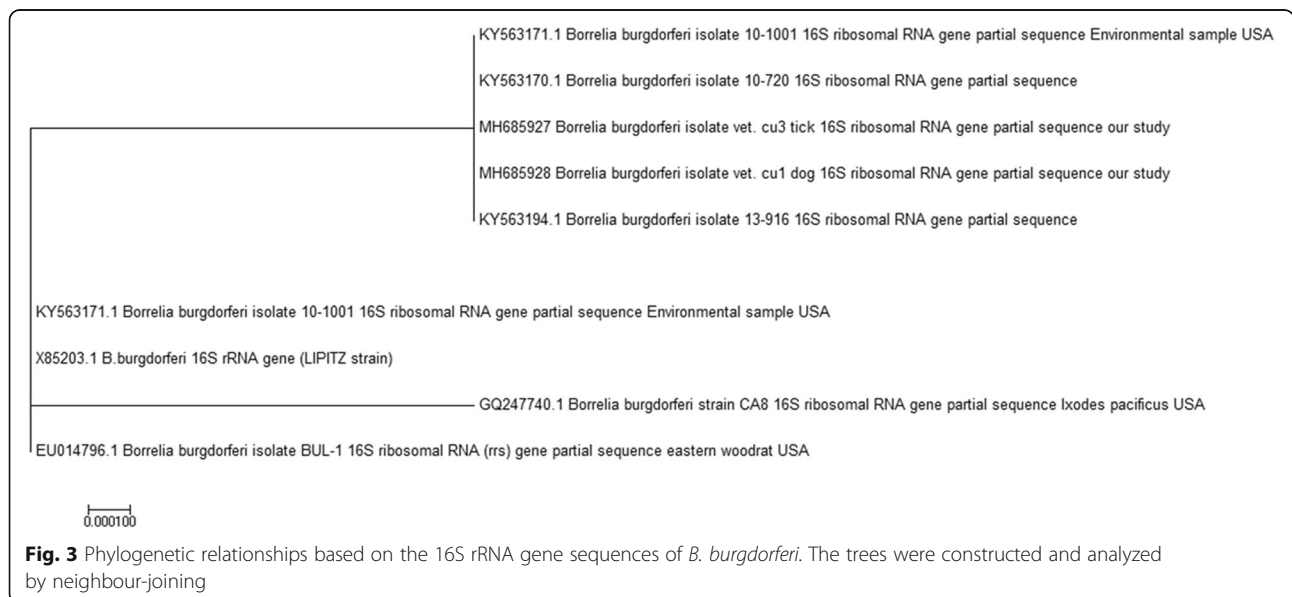 KY563171.1 Borrelia burgdorferi isolate 10-1001 16S ribosomal RNA gene partial sequence Environmental sample USA
KY563170.1 Borrelia burgdorferi isolate 10-720 16S ribosomal RNA gene partial sequence
MH685927 Borrelia burgdorferi isolate vet. cu3 tick 16S ribosomal RNA gene partial sequence our study
MH685928 Borrelia burgdorferi isolate vet. cu1 dog 16S ribosomal RNA gene partial sequence our study
KY563194.1 Borrelia burgdorferi isolate 13-916 16S ribosomal RNA gene partial sequence
KY563171.1 Borrelia burgdorferi isolate 10-1001 16S ribosomal RNA gene partial sequence Environmental sample USA
X85203.1 B.burgdorferi 16S rRNA gene (LIPITZ strain)
GQ247740.1 Borrelia burgdorferi strain CA8 16S ribosomal RNA gene partial sequence Ixodes pacificus USA
EU014796.1 Borrelia burgdorferi isolate BUL-1 16S ribosomal RNA (rrs) gene partial sequence eastern woodrat USA
0.000100
Fig. 3 Phylogenetic relationships based on the 16S rRNA gene sequences of B. burgdorferi. The trees were constructed and analyzed
by neighbour-joining